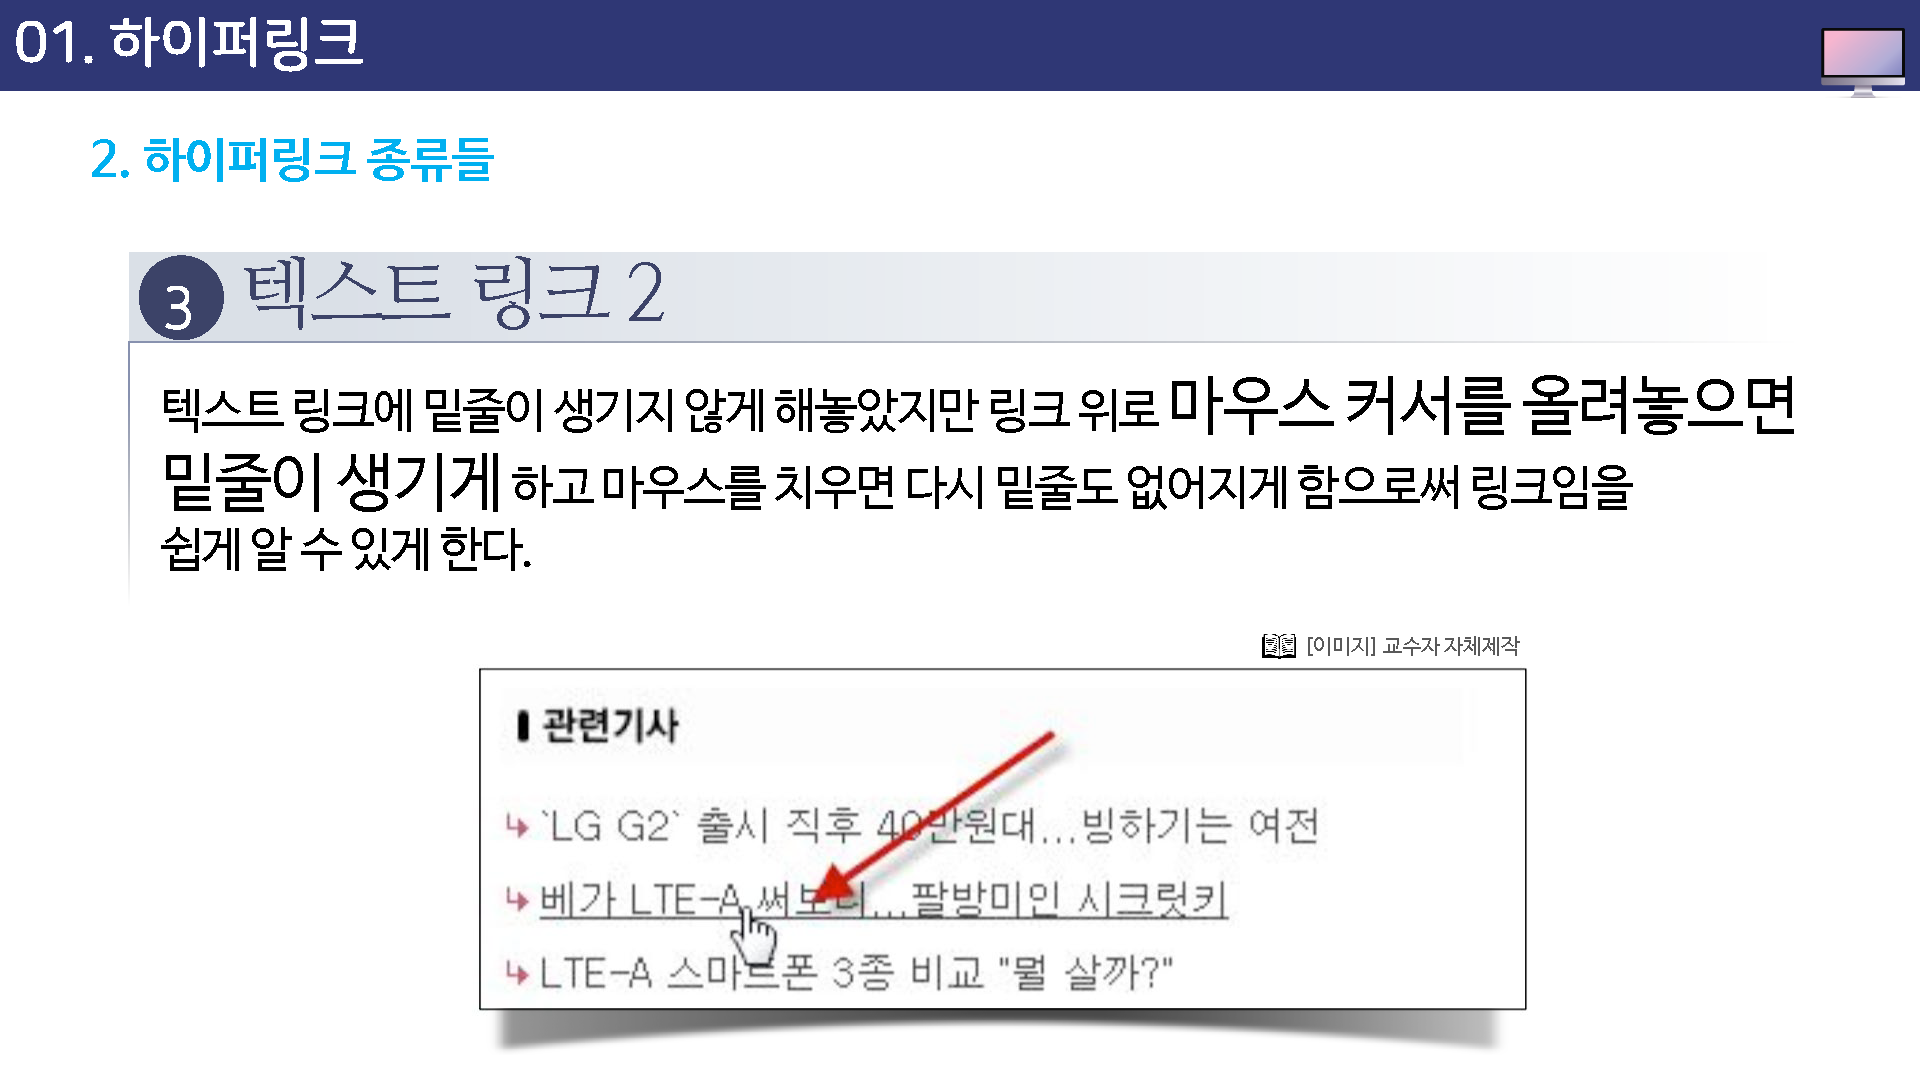 01. 하이퍼링크
2. 하이퍼링크 종류들
3 텍스트 링크 2
텍스트 링크에 밑줄이 생기지 않게 해놓았지만 링크 위로 마우스 커서를 올려놓으면
밑줄이 생기게 하고 마우스를 치우면 다시 밑줄도 없어지게 함으로써 링크임을
쉽게 알 수 있게 한다.
[이미지] 교수자 자체제작
관련기사
`LG G2` 출시 직후 40만원대...빙하기는 여전
베가 LTE-A 써보니...팔방미인 시크릿키
LTE-A 스마트폰 3종 비교 "뭘 살까?"